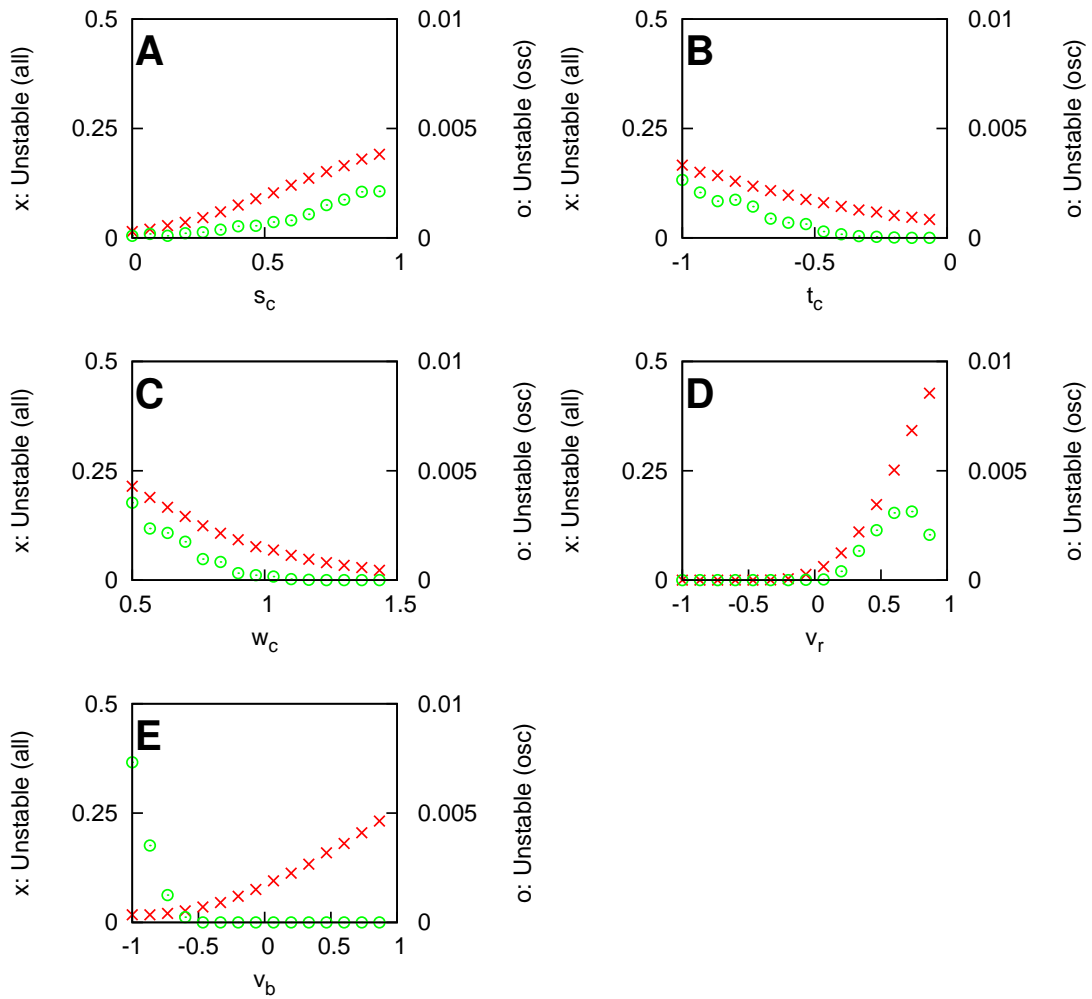 0.5 0.01 0.5 0.01
A B
x: Unstable (all) 0.25 0.005 o: Unstable (osc) x: Unstable (all) 0.25 0.005 o: Unstable (osc)
0 0 0 0
0 0.5 1 -1 -0.5 0
s_c t_c
0.5 0.01 0.5 0.01
C D
x: Unstable (all) 0.25 0.005 o: Unstable (osc) x: Unstable (all) 0.25 0.005 o: Unstable (osc)
0 0 0 0
0.5 1 1.5 -1 -0.5 0 0.5 1
w_c v_r
0.5 0.01
E
x: Unstable (all) 0.25 0.005 o: Unstable (osc)
0 0
-1 -0.5 0 0.5 1
v_b